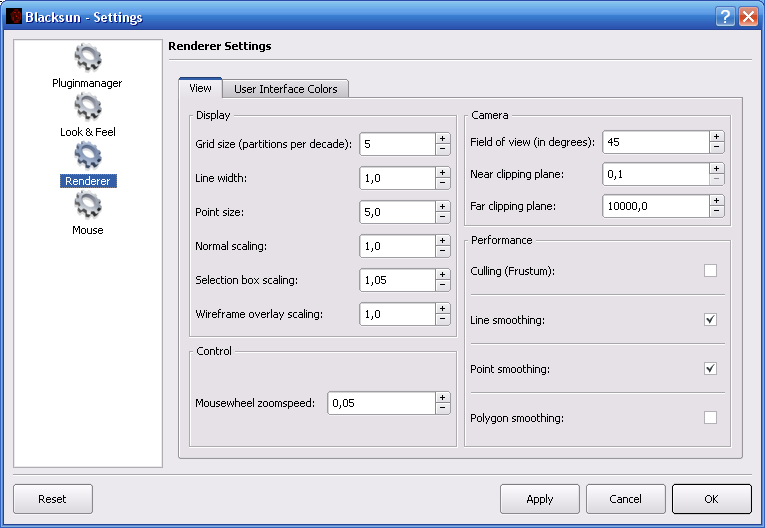 Blacksun - Settings
Pluginmanager
Look & Feel
Renderer
Mouse
Renderer Settings
View
User Interface Colors
Display
Grid size (partitions per decade): 5
Line width: 1,0
Point size: 5,0
Normal scaling: 1,0
Selection box scaling: 1,05
Wireframe overlay scaling: 1,0
Control
Mousewheel zoomspeed: 0,05
Camera
Field of view (in degrees): 45
Near clipping plane: 0,1
Far clipping plane: 10000,0
Performance
Culling (Frustum):
Line smoothing:
Point smoothing:
Polygon smoothing:
Reset
Apply
Cancel
OK